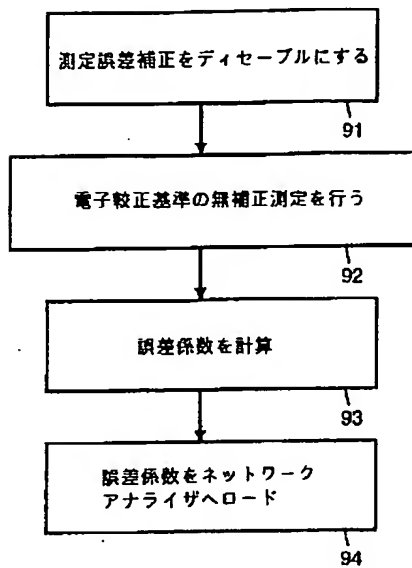 測定誤差補正をディセーブルにする
91
電子較正基準の無補正測定を行う
92
誤差係数を計算
93
誤差係数をネットワーク
アナライザへロード
94